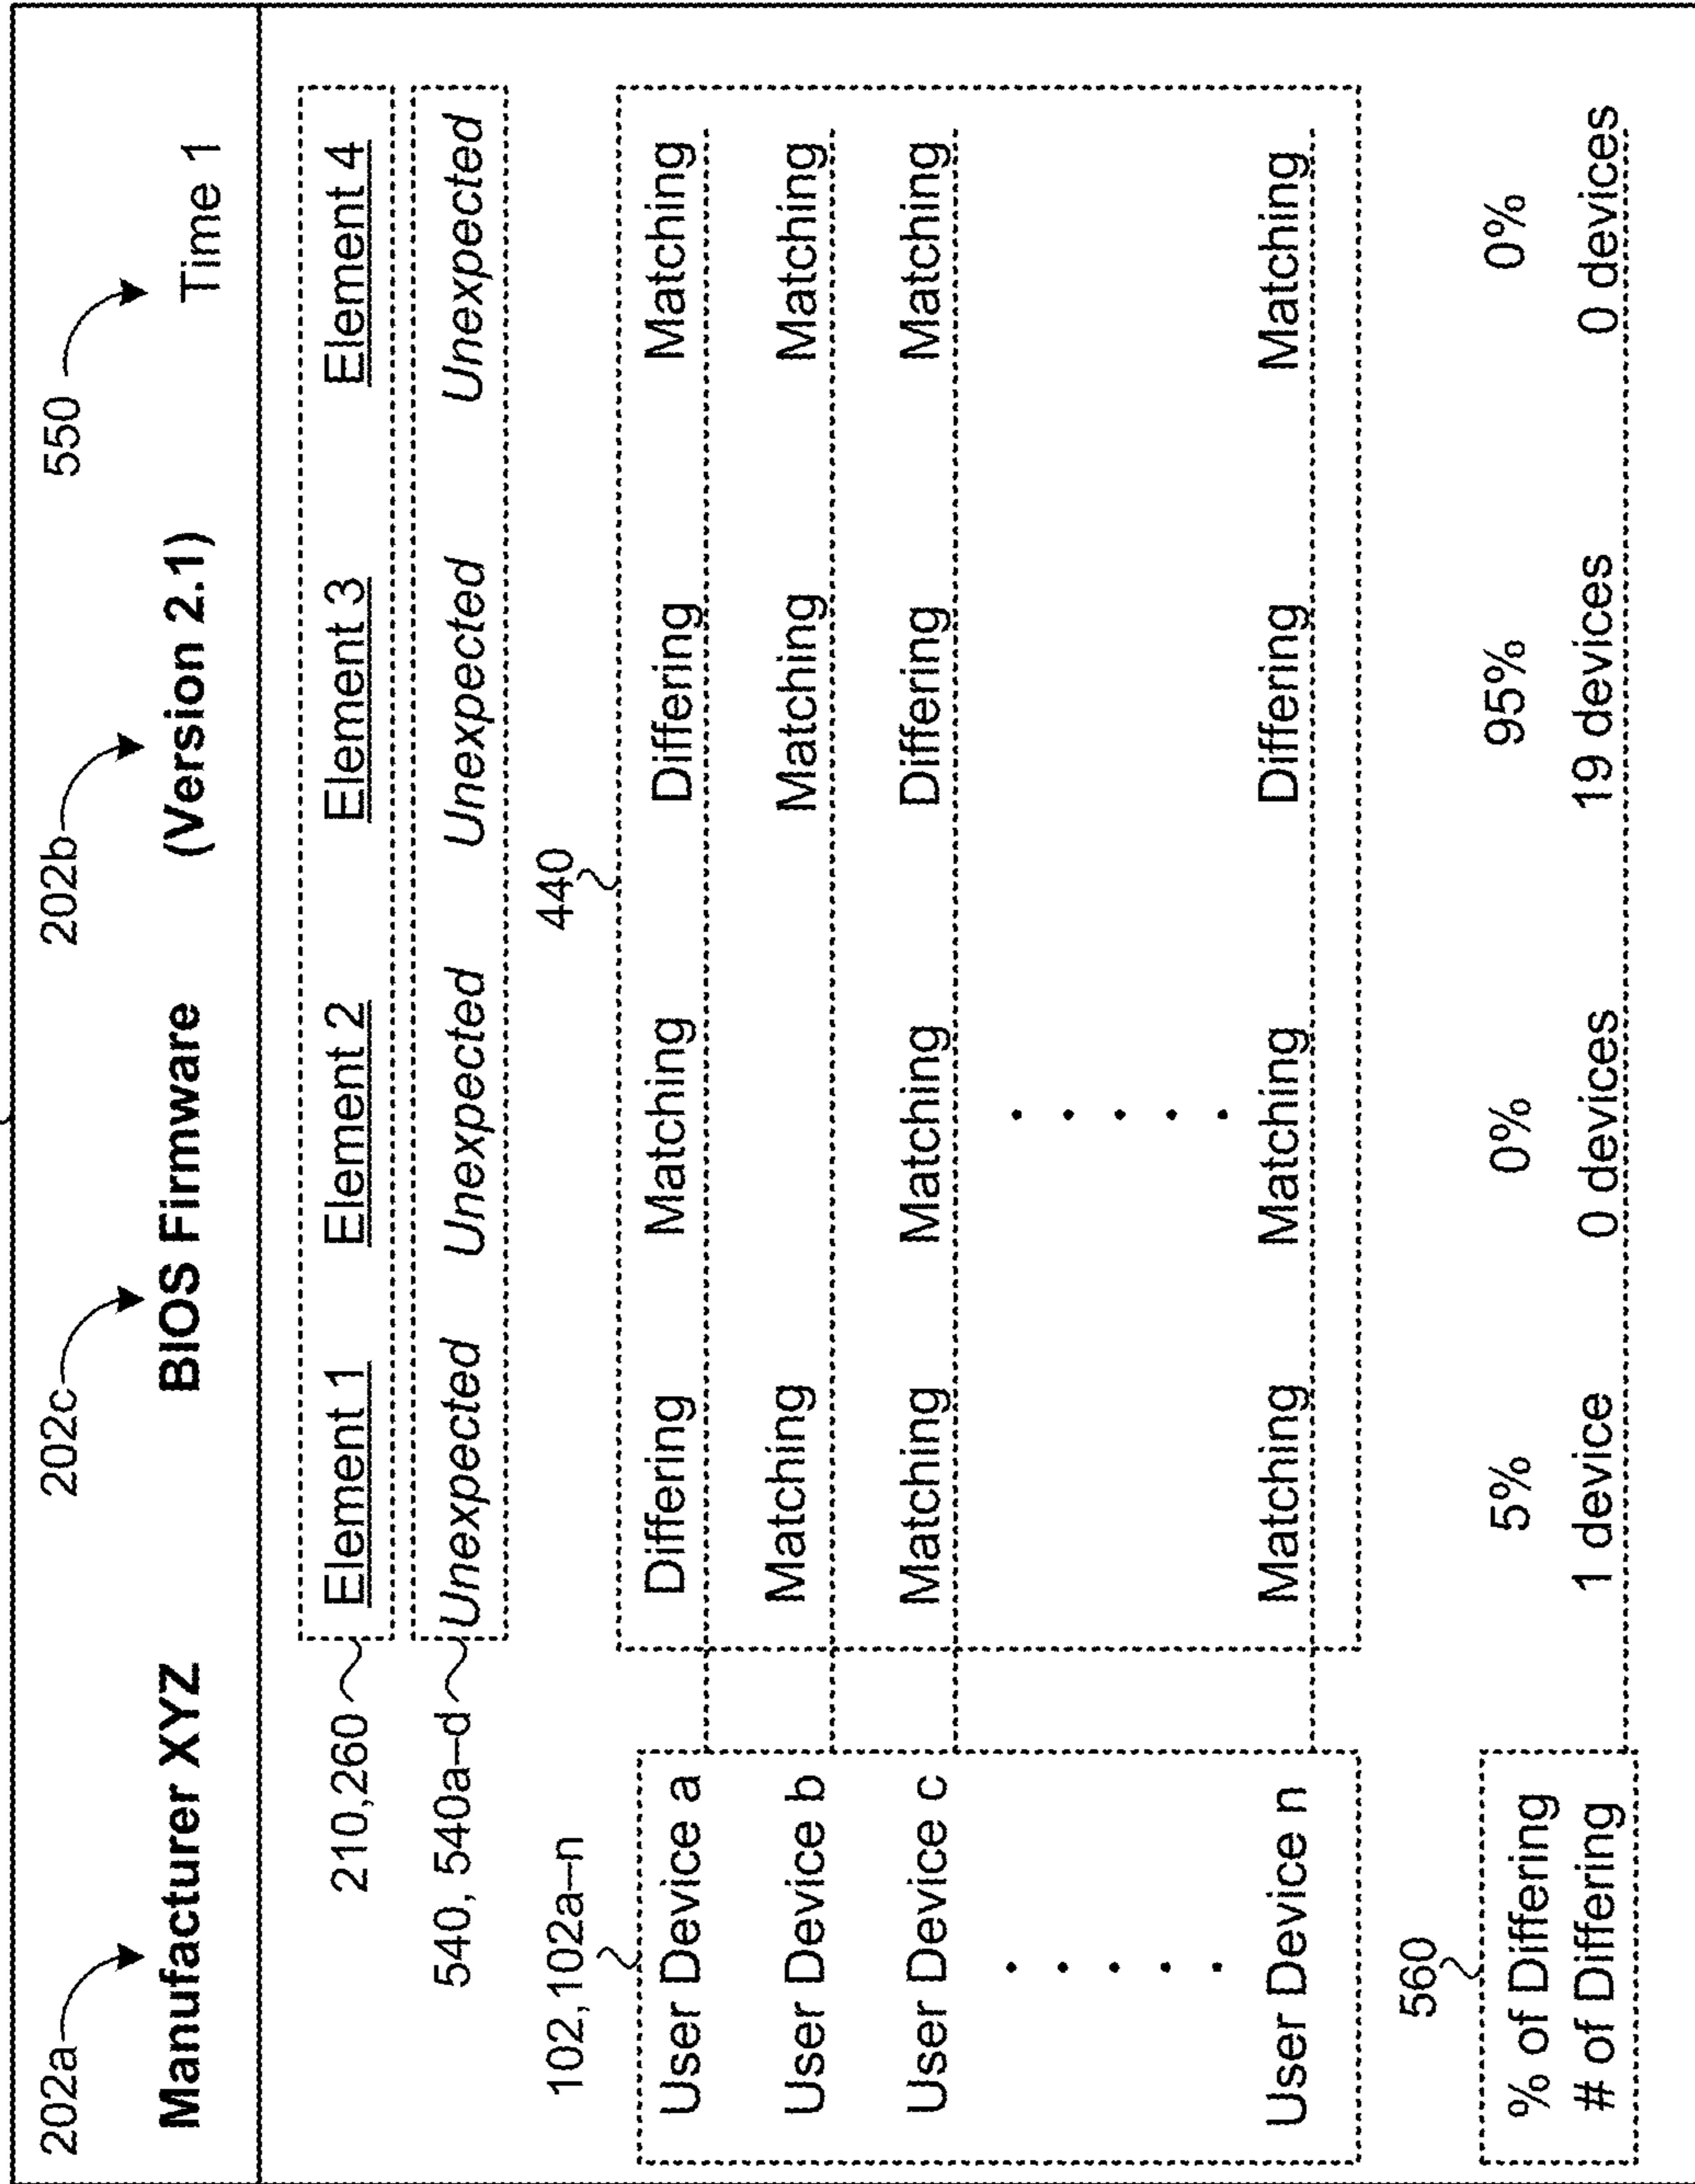 202a 202c 202b 550
Manufacturer XYZ BIOS Firmware (Version 2.1) Time 1
210,260 Element 1 Element 2 Element 3 Element 4
540, 540a–d Unexpected Unexpected Unexpected Unexpected
102,102a–n 440
User Device a Differing Matching Differing Matching
User Device b Matching Matching Matching
User Device c Matching Matching Differing Matching
User Device n Matching Matching Differing Matching
560
% of Differing 5% 0% 95% 0%
# of Differing 1 device 0 devices 19 devices 0 devices